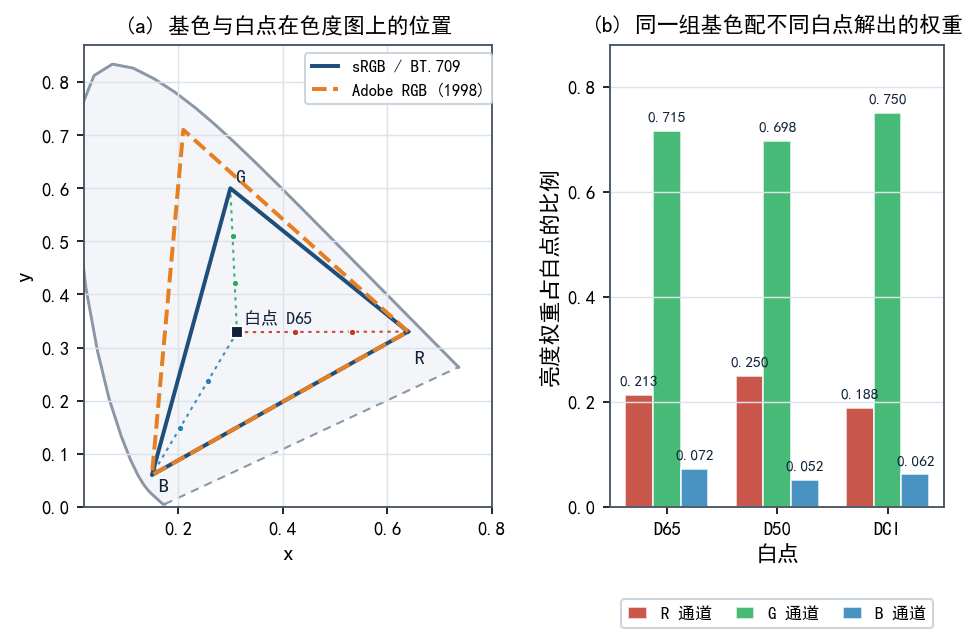 (a) 基色与白点在色度图上的位置
sRGB / BT.709
Adobe RGB (1998)
0.8
0.7
0.6
0.5
0.4
0.3
0.2
0.1
0.0
y
G
白点 D65
R
B
0.2
0.4
0.6
0.8
x
(b) 同一组基色配不同白点解出的权重
亮度权重占白点的比例
0.8
0.6
0.4
0.2
0.0
0.213
0.715
0.072
0.250
0.698
0.052
0.188
0.750
0.062
D65
D50
DCI
白点
R 通道
G 通道
B 通道